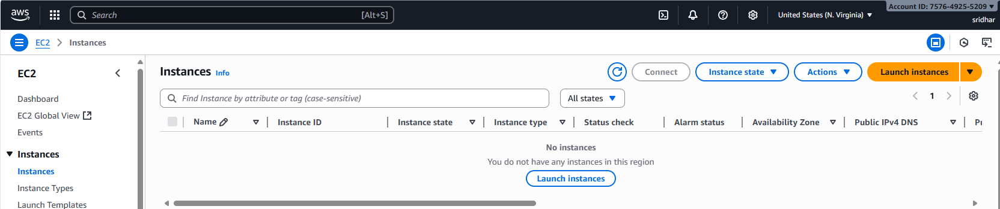 aws
Search [Alt+S]
United States (N. Virginia)
Account ID: 7576-4925-5209
sridhar
EC2 > Instances
EC2
Dashboard
EC2 Global View
Events
Instances
Instances
Instance Types
Launch Templates
Instances Info
Connect
Instance state
Actions
Launch instances
Find Instance by attribute or tag (case-sensitive)
All states
1
Name Instance ID Instance state Instance type Status check Alarm status Availability Zone Public IPv4 DNS
No instances
You do not have any instances in this region
Launch instances